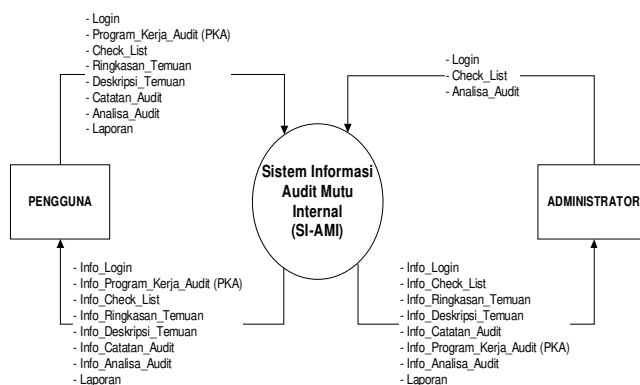 - Login
- Program_Kerja_Audit (PKA)
- Check_List
- Ringkasan_Temuan
- Deskripsi_Temuan
- Catatan_Audit
- Analisa_Audit
- Laporan
- Login
- Check_List
- Analisa_Audit
PENGGUNA
Sistem Informasi
Audit Mutu
Internal
(SI-AMI)
ADMINISTRATOR
- Info_Login
- Info_Program_Kerja_Audit (PKA)
- Info_Check_List
- Info_Ringkasan_Temuan
- Info_Deskripsi_Temuan
- Info_Catatan_Audit
- Info_Analisa_Audit
- Laporan
- Info_Login
- Info_Check_List
- Info_Ringkasan_Temuan
- Info_Deskripsi_Temuan
- Info_Catatan_Audit
- Info_Program_Kerja_Audit (PKA)
- Info_Analisa_Audit
- Laporan